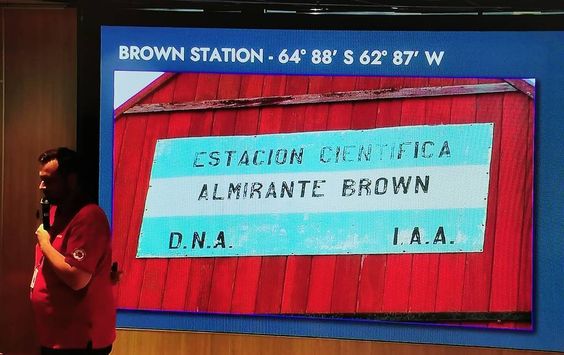 BROWN STATION - 64° 88' S 62° 87' W
ESTACION CIENTIFICA
ALMIRANTE BROWN
D.N.A. I.A.A.